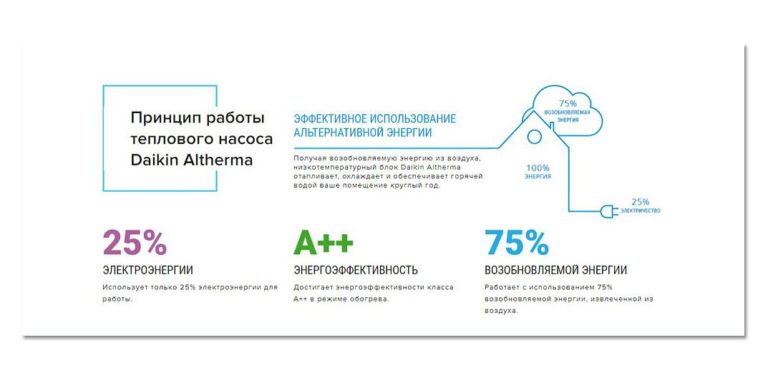 Принцип работы
теплового насоса
Daikin Altherma
ЭФФЕКТИВНОЕ ИСПОЛЬЗОВАНИЕ
АЛЬТЕРНАТИВНОЙ ЭНЕРГИИ
Получая возобновляемую энергию из воздуха,
низкотемпературный блок Daikin Altherma
отапливает, охлаждает и обеспечивает горячей
водой ваше помещение круглый год.
75%
ВОЗОБНОВЛЯЕМАЯ
ЭНЕРГИЯ
100%
ЭНЕРГИЯ
25%
ЭЛЕКТРИЧЕСТВО
25%
ЭЛЕКТРОЭНЕРГИИ
Использует только 25% электроэнергии для
работы.
A++
ЭНЕРГОЭФФЕКТИВНОСТЬ
Достигает энергоэффективности класса
A++ в режиме обогрева.
75%
ВОЗОБНОВЛЯЕМОЙ ЭНЕРГИИ
Работает с использованием 75%
возобновляемой энергии, извлеченной из
воздуха.